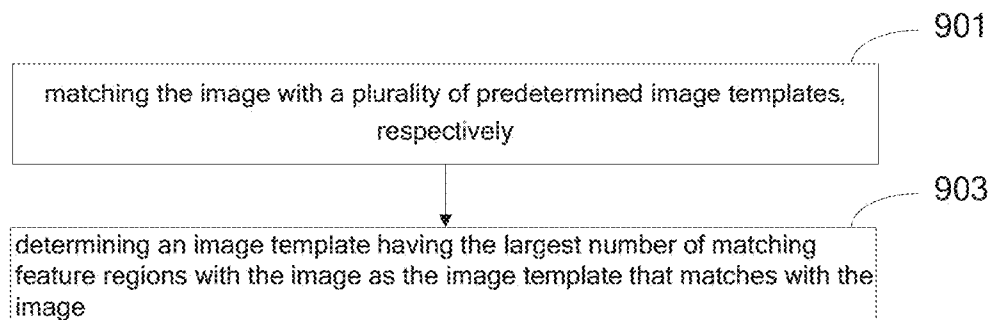 901
matching the image with a plurality of predetermined image templates,
respectively
903
determining an image template having the largest number of matching
feature regions with the image as the image template that matches with the
image